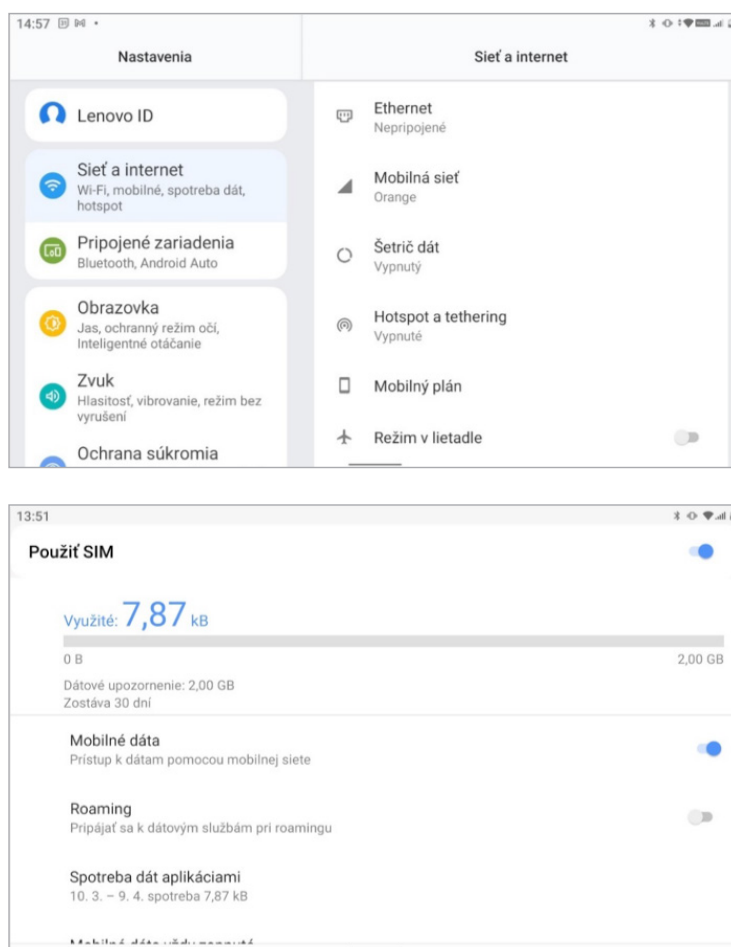 14:57
Nastavenia
Sieť a internet
Lenovo ID
Sieť a internet
Wi-Fi, mobilné, spotreba dát,
hotspot
Pripojené zariadenia
Bluetooth, Android Auto
Obrazovka
Jas, ochranný režim očí,
Inteligentné otáčanie
Zvuk
Hlasitosť, vibrovanie, režim bez
vyrušení
Ochrana súkromia
Ethernet
Nepripojené
Mobilná sieť
Orange
Šetrič dát
Vypnutý
Hotspot a tethering
Vypnuté
Mobilný plán
Režim v lietadle
13:51
Použiť SIM
Využité: 7,87 kB
0 B 2,00 GB
Dátové upozornenie: 2,00 GB
Zostáva 30 dní
Mobilné dáta
Prístup k dátam pomocou mobilnej siete
Roaming
Pripájať sa k dátovým službám pri roamingu
Spotreba dát aplikáciami
10. 3. – 9. 4. spotreba 7,87 kB
Mobilné dáta vždy zapnuté